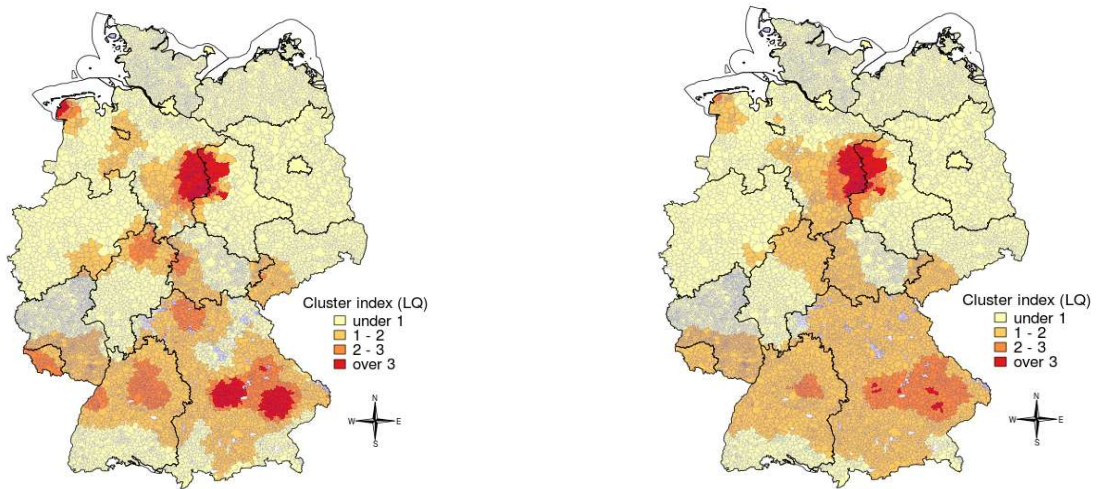 Cluster index (LQ)
under 1
1 - 2
2 - 3
over 3
N
W E
S
Cluster index (LQ)
under 1
1 - 2
2 - 3
over 3
N
W E
S